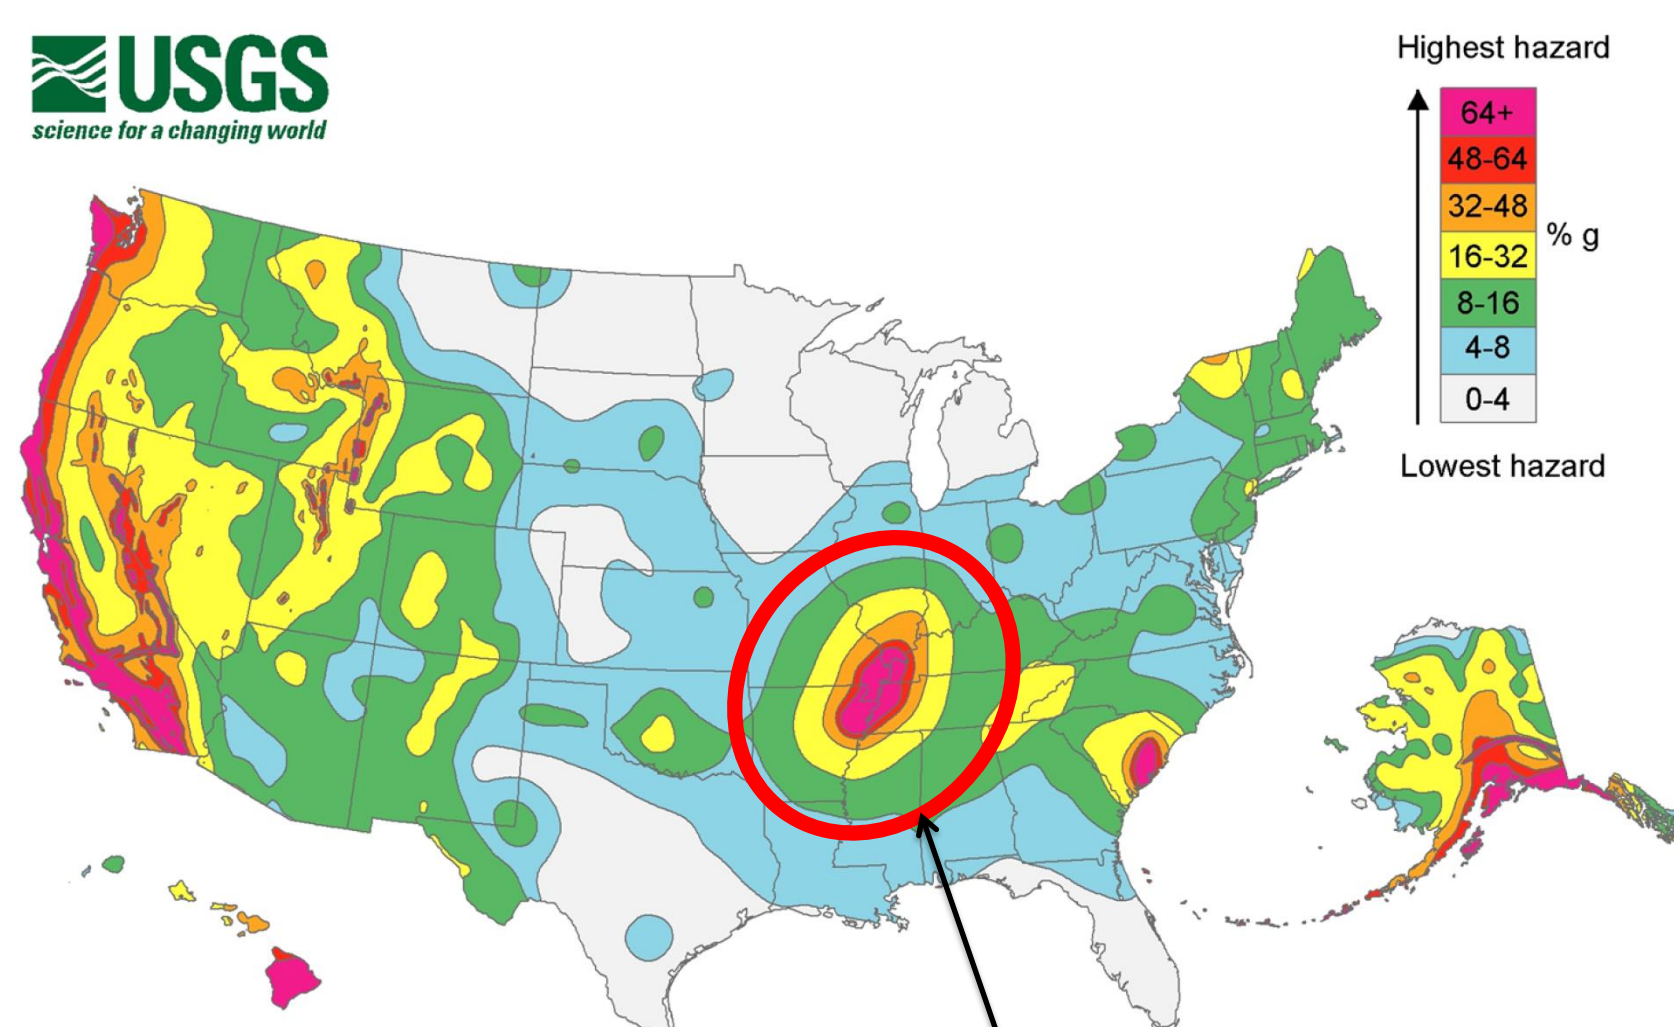 USGS
science for a changing world
Highest hazard
64+
48-64
32-48
16-32
8-16
4-8
0-4
% g
Lowest hazard